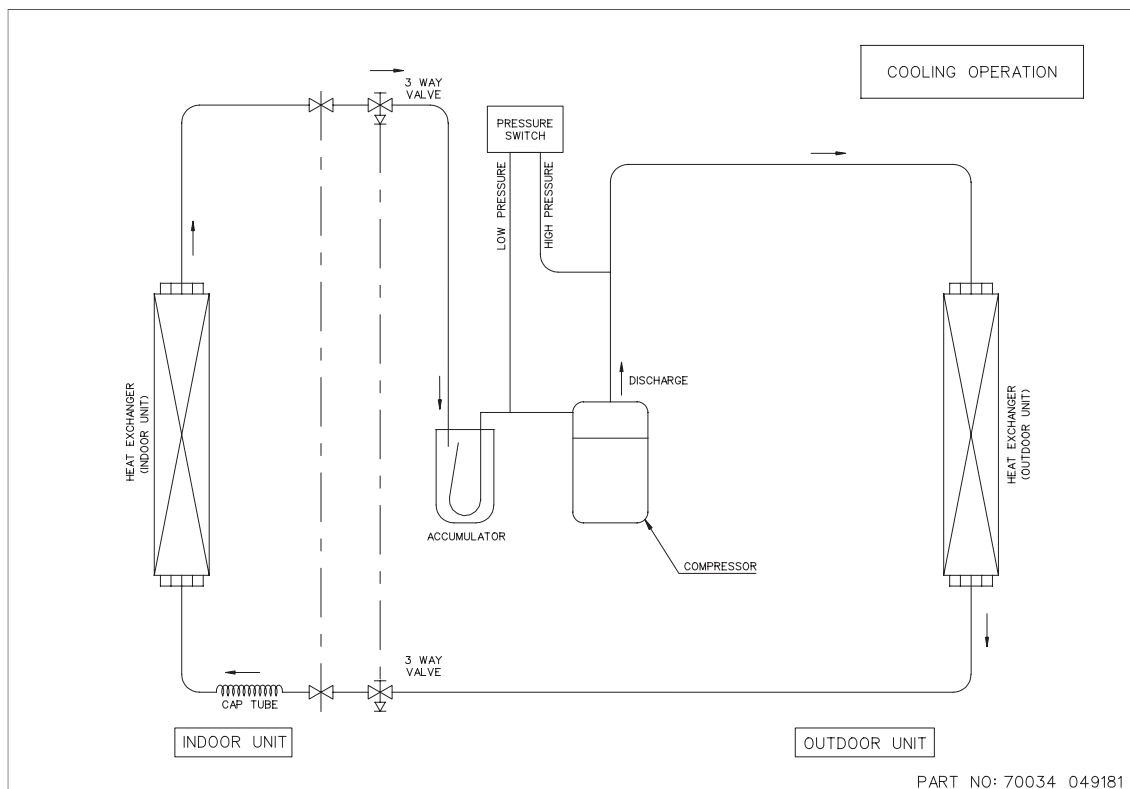 COOLING OPERATION
3 WAY
VALVE
PRESSURE
SWITCH
LOW PRESSURE
HIGH PRESSURE
DISCHARGE
HEAT EXCHANGER
(INDOOR UNIT)
HEAT EXCHANGER
(OUTDOOR UNIT)
ACCUMULATOR
COMPRESSOR
3 WAY
VALVE
CAP TUBE
INDOOR UNIT
OUTDOOR UNIT
PART NO: 70034 049181